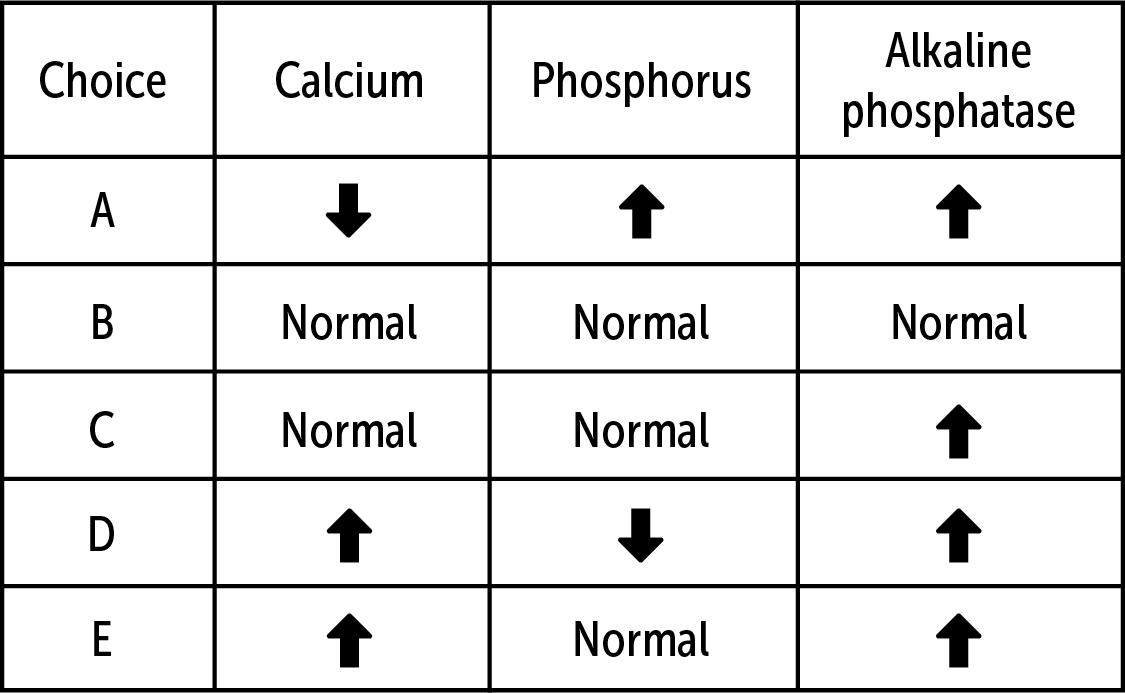 Choice Calcium Phosphorus Alkaline phosphatase
A ⬇ ⬆ ⬆
B Normal Normal Normal
C Normal Normal ⬆
D ⬆ ⬇ ⬆
E ⬆ Normal ⬆